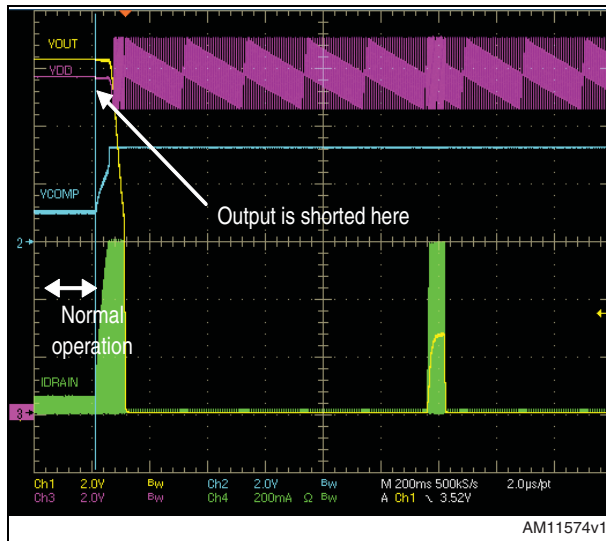 VOUT
VDD
VCOMP
Output is shorted here
2
Normal
operation
IDRAIN
3
Ch1 2.0V BW Ch2 2.0V BW M 200ms 500kS/s 2.0µs/pt
Ch3 2.0V BW Ch4 200mA Ω BW A Ch1 \ 3.52V
AM11574v1